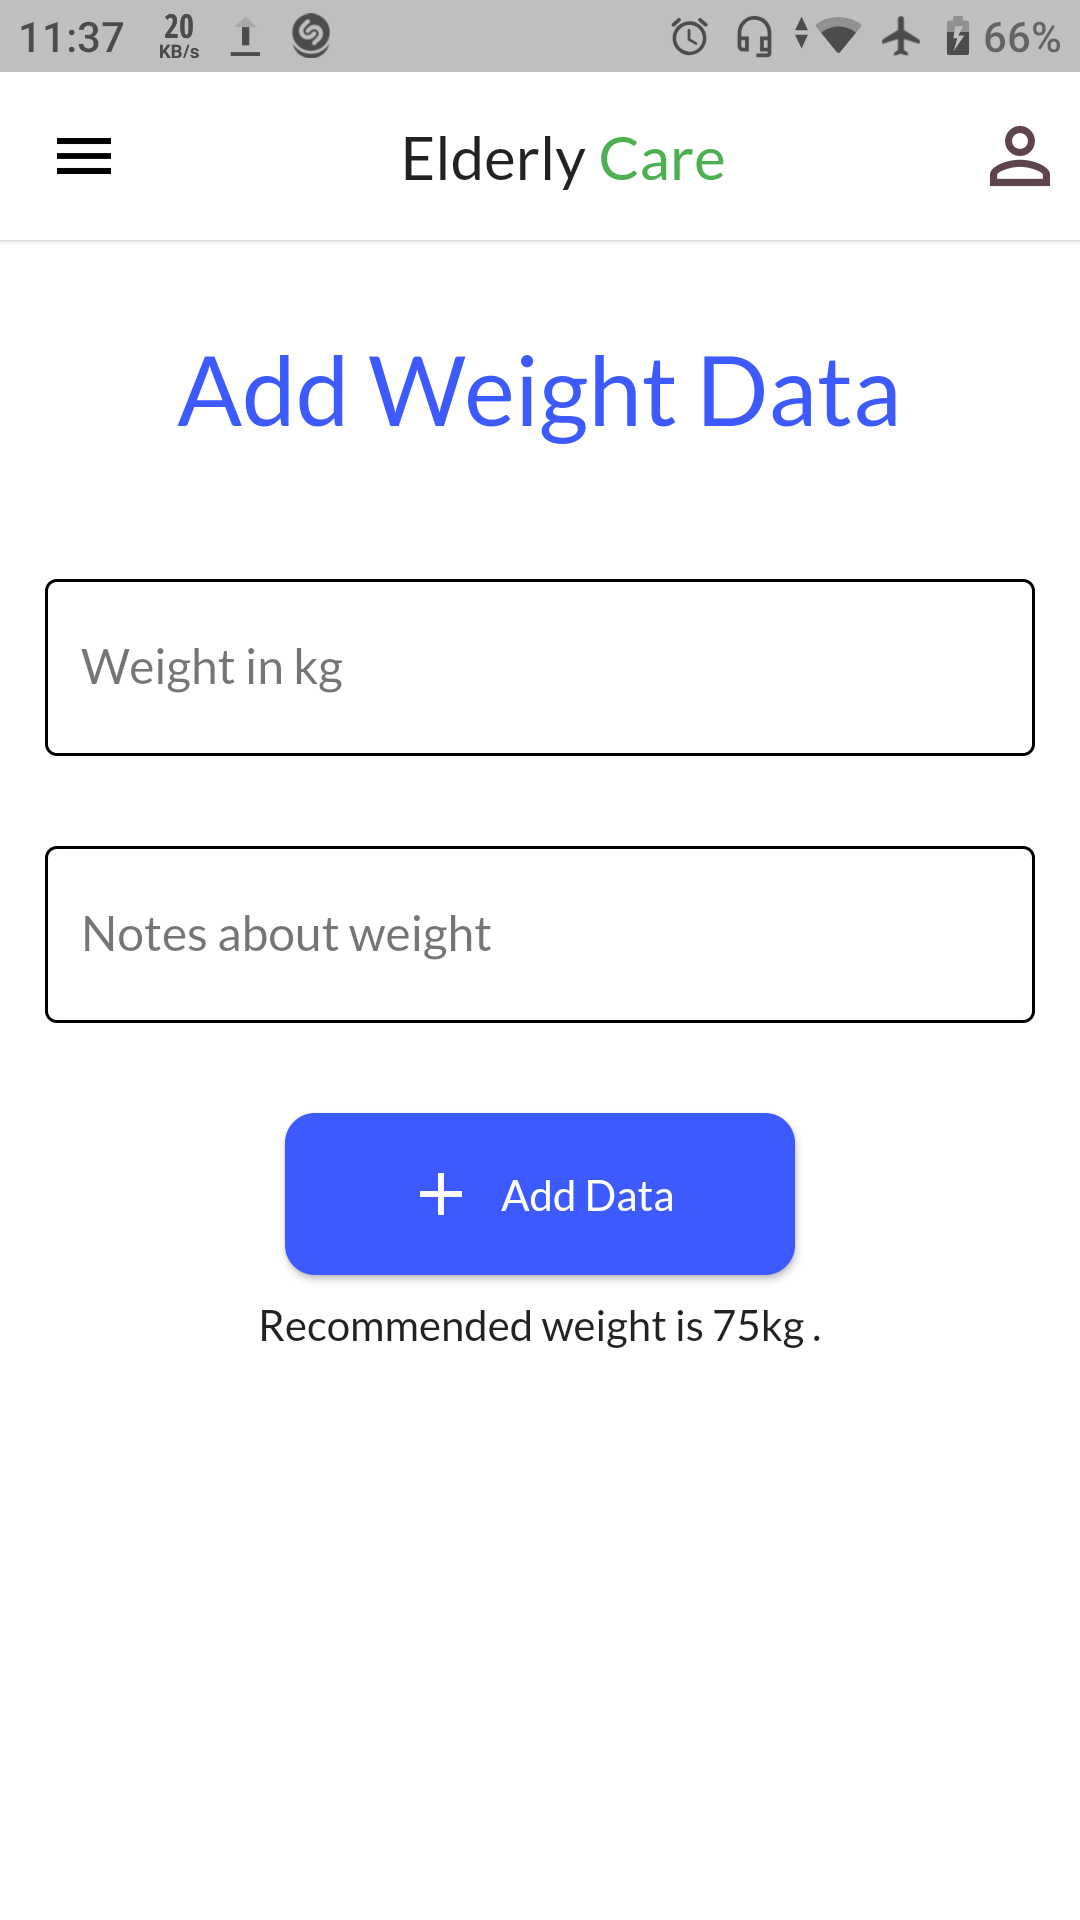 11:37 20 KB/s 66%
Elderly Care
Add Weight Data
Weight in kg
Notes about weight
Add Data
Recommended weight is 75kg .